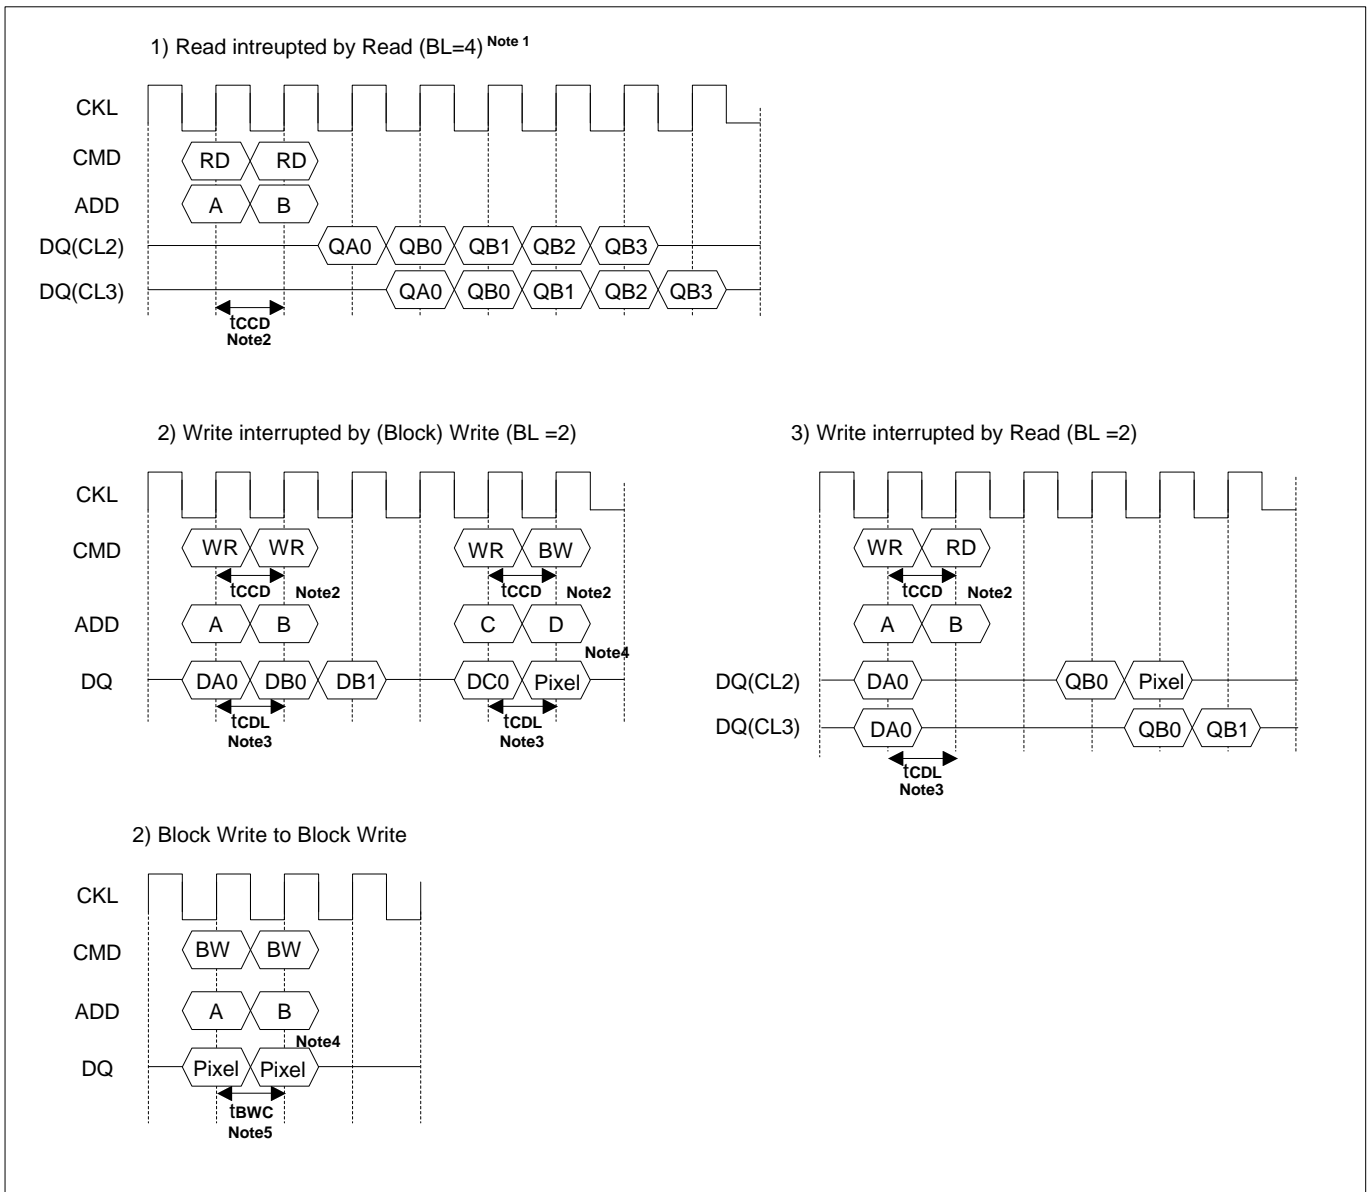 1) Read intreupted by Read (BL=4) Note 1
CKL
CMD RD RD
ADD A B
DQ(CL2) QA0 QB0 QB1 QB2 QB3
DQ(CL3) QA0 QB0 QB1 QB2 QB3
tCCD
Note2
2) Write interrupted by (Block) Write (BL =2)
CKL
CMD WR WR WR BW
tCCD Note2 tCCD Note2
ADD A B C D
Note4
DQ DA0 DB0 DB1 DC0 Pixel
tCDL tCDL
Note3 Note3
3) Write interrupted by Read (BL =2)
WR RD
tCCD Note2
A B
DQ(CL2) DA0 QB0 Pixel
DQ(CL3) DA0 QB0 QB1
tCDL
Note3
2) Block Write to Block Write
CKL
CMD BW BW
ADD A B
Note4
DQ Pixel Pixel
tBWC
Note5